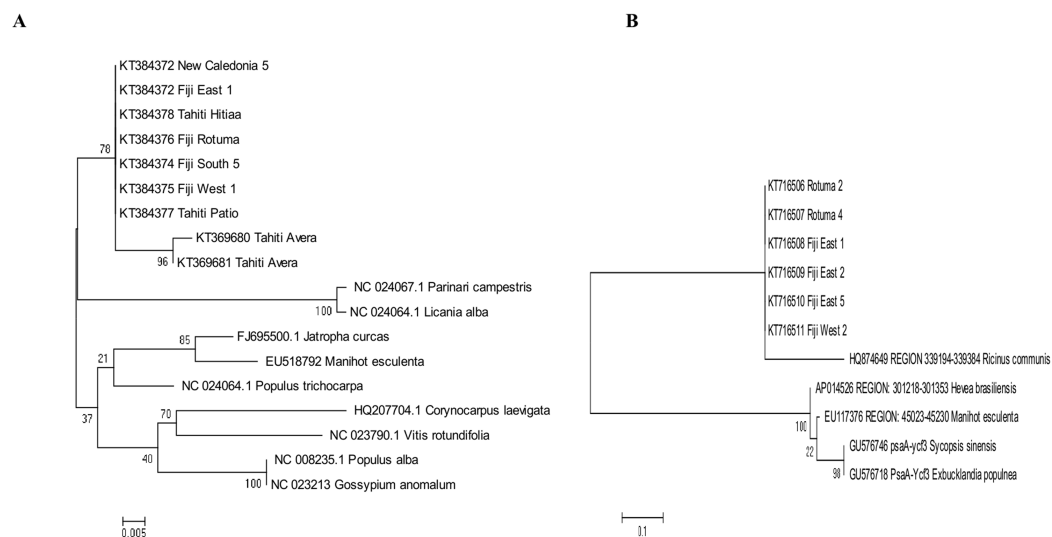 A
KT384372 New Caledonia 5
KT384372 Fiji East 1
KT384378 Tahiti Hitiaa
KT384376 Fiji Rotuma
78
KT384374 Fiji South 5
KT384375 Fiji West 1
KT384377 Tahiti Patio
KT369680 Tahiti Avera
96
KT369681 Tahiti Avera
NC 024067.1 Parinari campestris
100
NC 024064.1 Licania alba
FJ695500.1 Jatropha curcas
85
EU518792 Manihot esculenta
21
NC 024064.1 Populus trichocarpa
37
HQ207704.1 Corynocarpus laevigata
70
NC 023790.1 Vitis rotundifolia
40
NC 008235.1 Populus alba
100
NC 023213 Gossypium anomalum
0.005
B
KT716506 Rotuma 2
KT716507 Rotuma 4
KT716508 Fiji East 1
KT716509 Fiji East 2
KT716510 Fiji East 5
KT716511 Fiji West 2
HQ874649 REGION 339194-339384 Ricinus communis
AP014526 REGION: 301218-301353 Hevea brasiliensis
100
EU117376 REGION: 45023-45230 Manihot esculenta
22
GU576746 psaA-ycf3 Sycopsis sinensis
98
GU576718 PsaA-Ycf3 Exbucklandia populnea
0.1